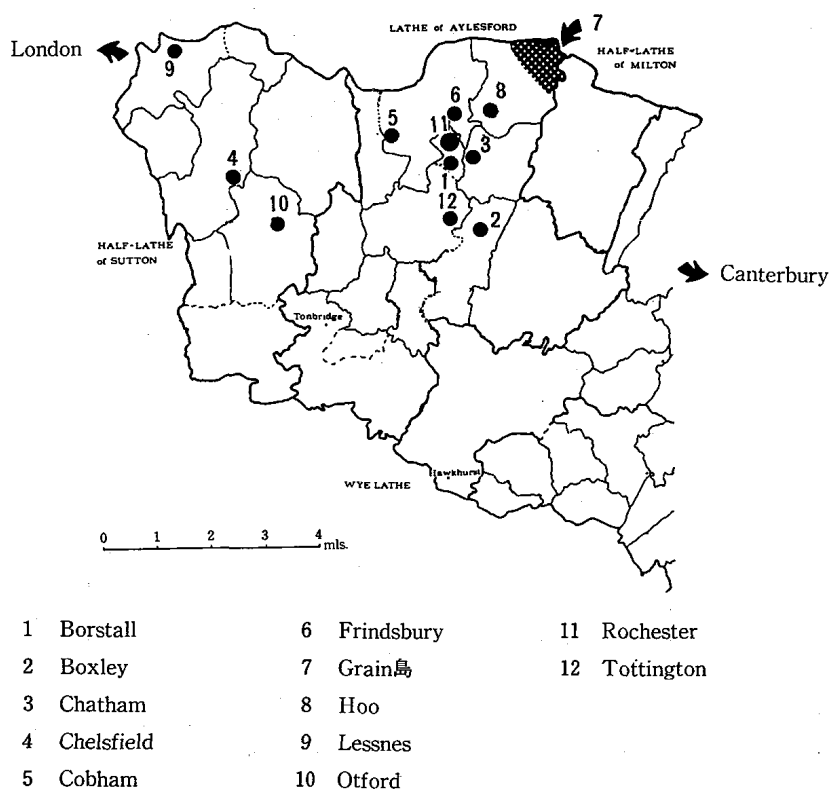 LATHE of AYLESFORD
7
London
HALF-LATHE
of MILTON
9
6
8
5
11
3
4
1
12
2
10
HALF-LATHE
of SUTTON
Canterbury
Tonbridge
Hawkhurst
WYE LATHE
0 1 2 3 4 mls.
1 Borstall 6 Frindsbury 11 Rochester
2 Boxley 7 Grain島 12 Tottington
3 Chatham 8 Hoo
4 Chelsfield 9 Lessnes
5 Cobham 10 Otford